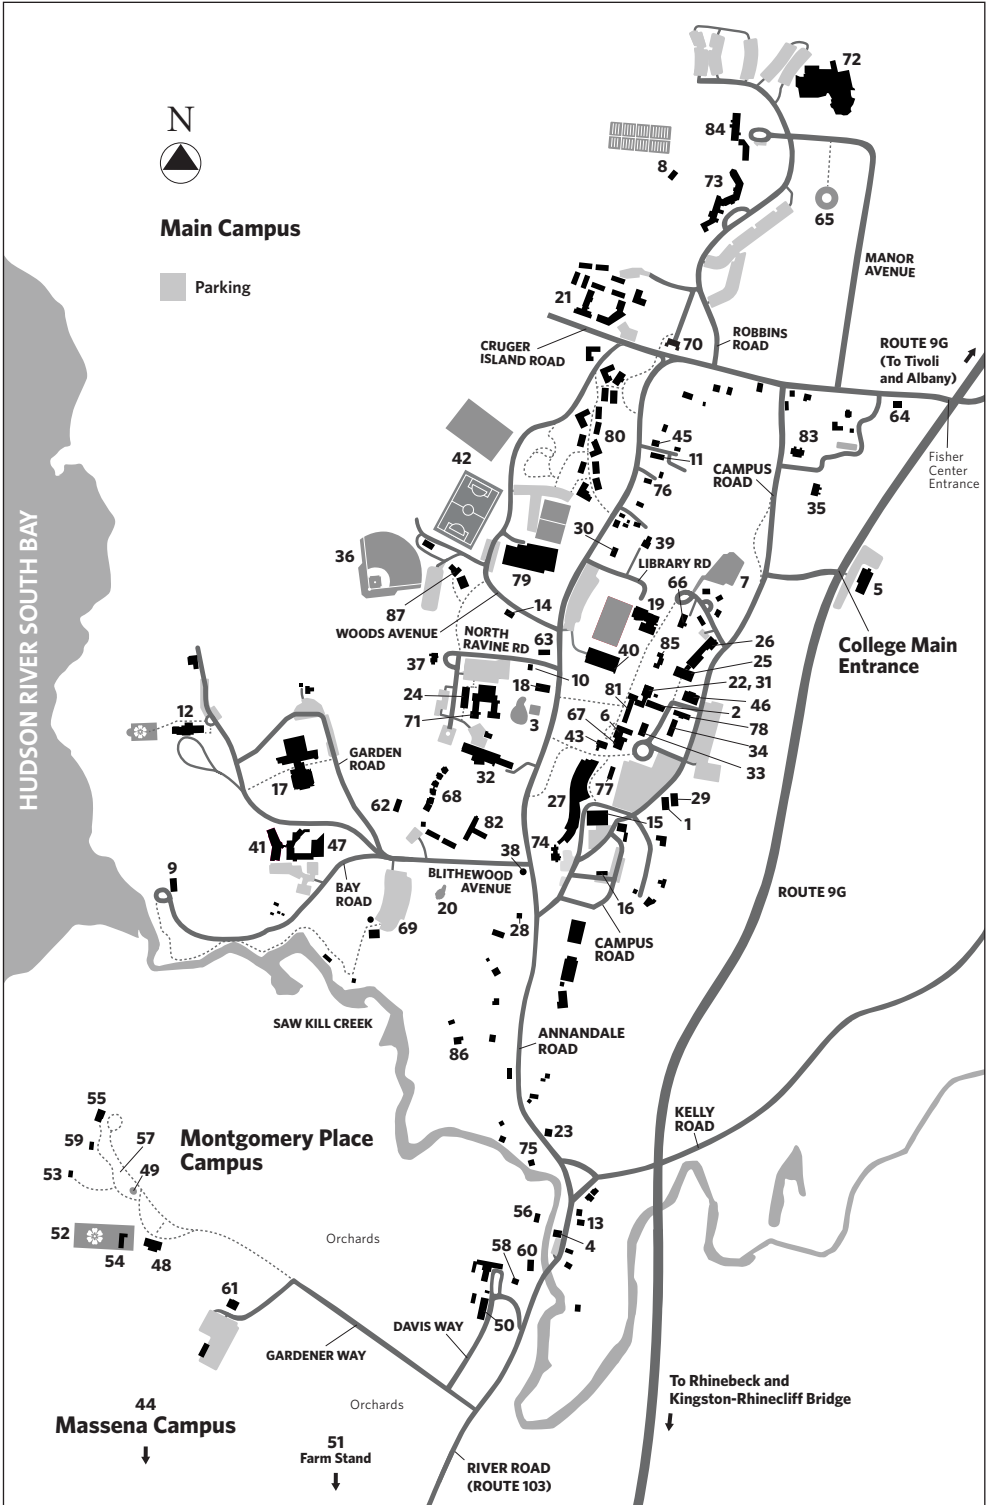 72
N
84
8
73
Main Campus
65
Parking
MANOR
AVENUE
21
CRUGER
ISLAND ROAD
70
ROBBINS
ROAD
ROUTE 9G
(To Tivoli
and Albany)
64
80
45
83
42
11
CAMPUS
ROAD
Fisher
Center
Entrance
76
35
HUDSON RIVER SOUTH BAY
30
39
36
LIBRARY RD
79
66
7
5
87
14
19
WOODS AVENUE
NORTH
RAVINE RD
63
85
26
College Main
Entrance
37
40
25
10
22, 31
24
18
81
46
12
71
3
67
6
2
78
43
34
GARDEN
ROAD
33
32
17
77
62
68
27
29
82
15
1
41
47
74
38
BLITHEWOOD
AVENUE
9
BAY
ROAD
20
16
ROUTE 9G
69
28
CAMPUS
ROAD
SAW KILL CREEK
ANNANDALE
ROAD
86
55
KELLY
ROAD
59
57
Montgomery Place
Campus
23
53
49
75
52
56
13
Orchards
54
48
58
60
4
61
50
DAVIS WAY
GARDENER WAY
To Rhinebeck and
Kingston-Rhinecliff Bridge
44
Massena Campus
Orchards
51
Farm Stand
RIVER ROAD
(ROUTE 103)